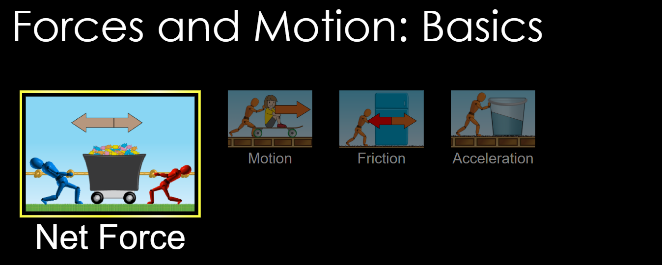 Forces and Motion: Basics
Net Force
Motion
Friction
Acceleration